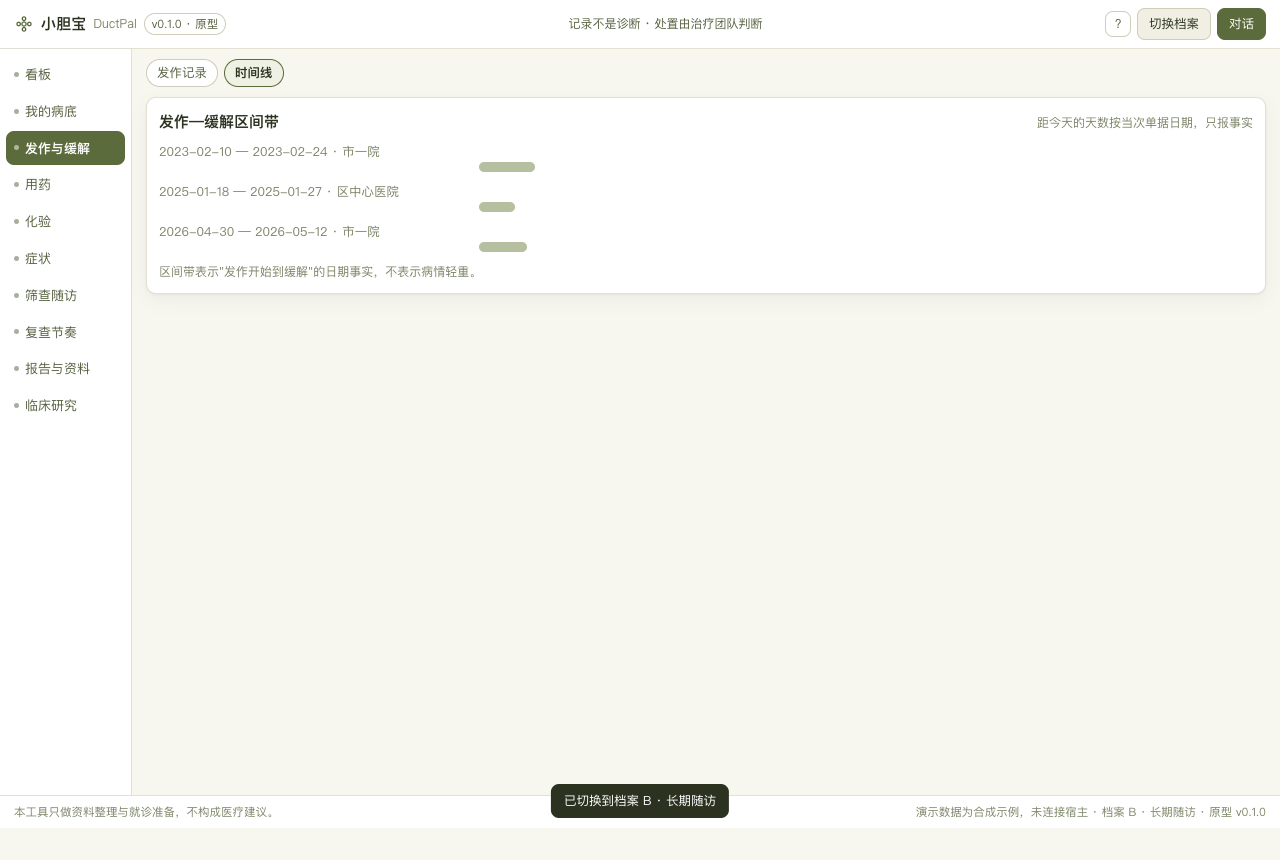 小胆宝 DuctPal v0.1.0 · 原型
记录不是诊断 · 处置由治疗团队判断
? 切换档案 对话
看板
我的病底
发作与缓解
用药
化验
症状
筛查随访
复查节奏
报告与资料
临床研究
发作记录 时间线
发作—缓解区间带
距今天的天数按当次单据日期，只报事实
2023-02-10 — 2023-02-24 · 市一院
2025-01-18 — 2025-01-27 · 区中心医院
2026-04-30 — 2026-05-12 · 市一院
区间带表示"发作开始到缓解"的日期事实，不表示病情轻重。
已切换到档案 B · 长期随访
本工具只做资料整理与就诊准备，不构成医疗建议。
演示数据为合成示例，未连接宿主 · 档案 B · 长期随访 · 原型 v0.1.0